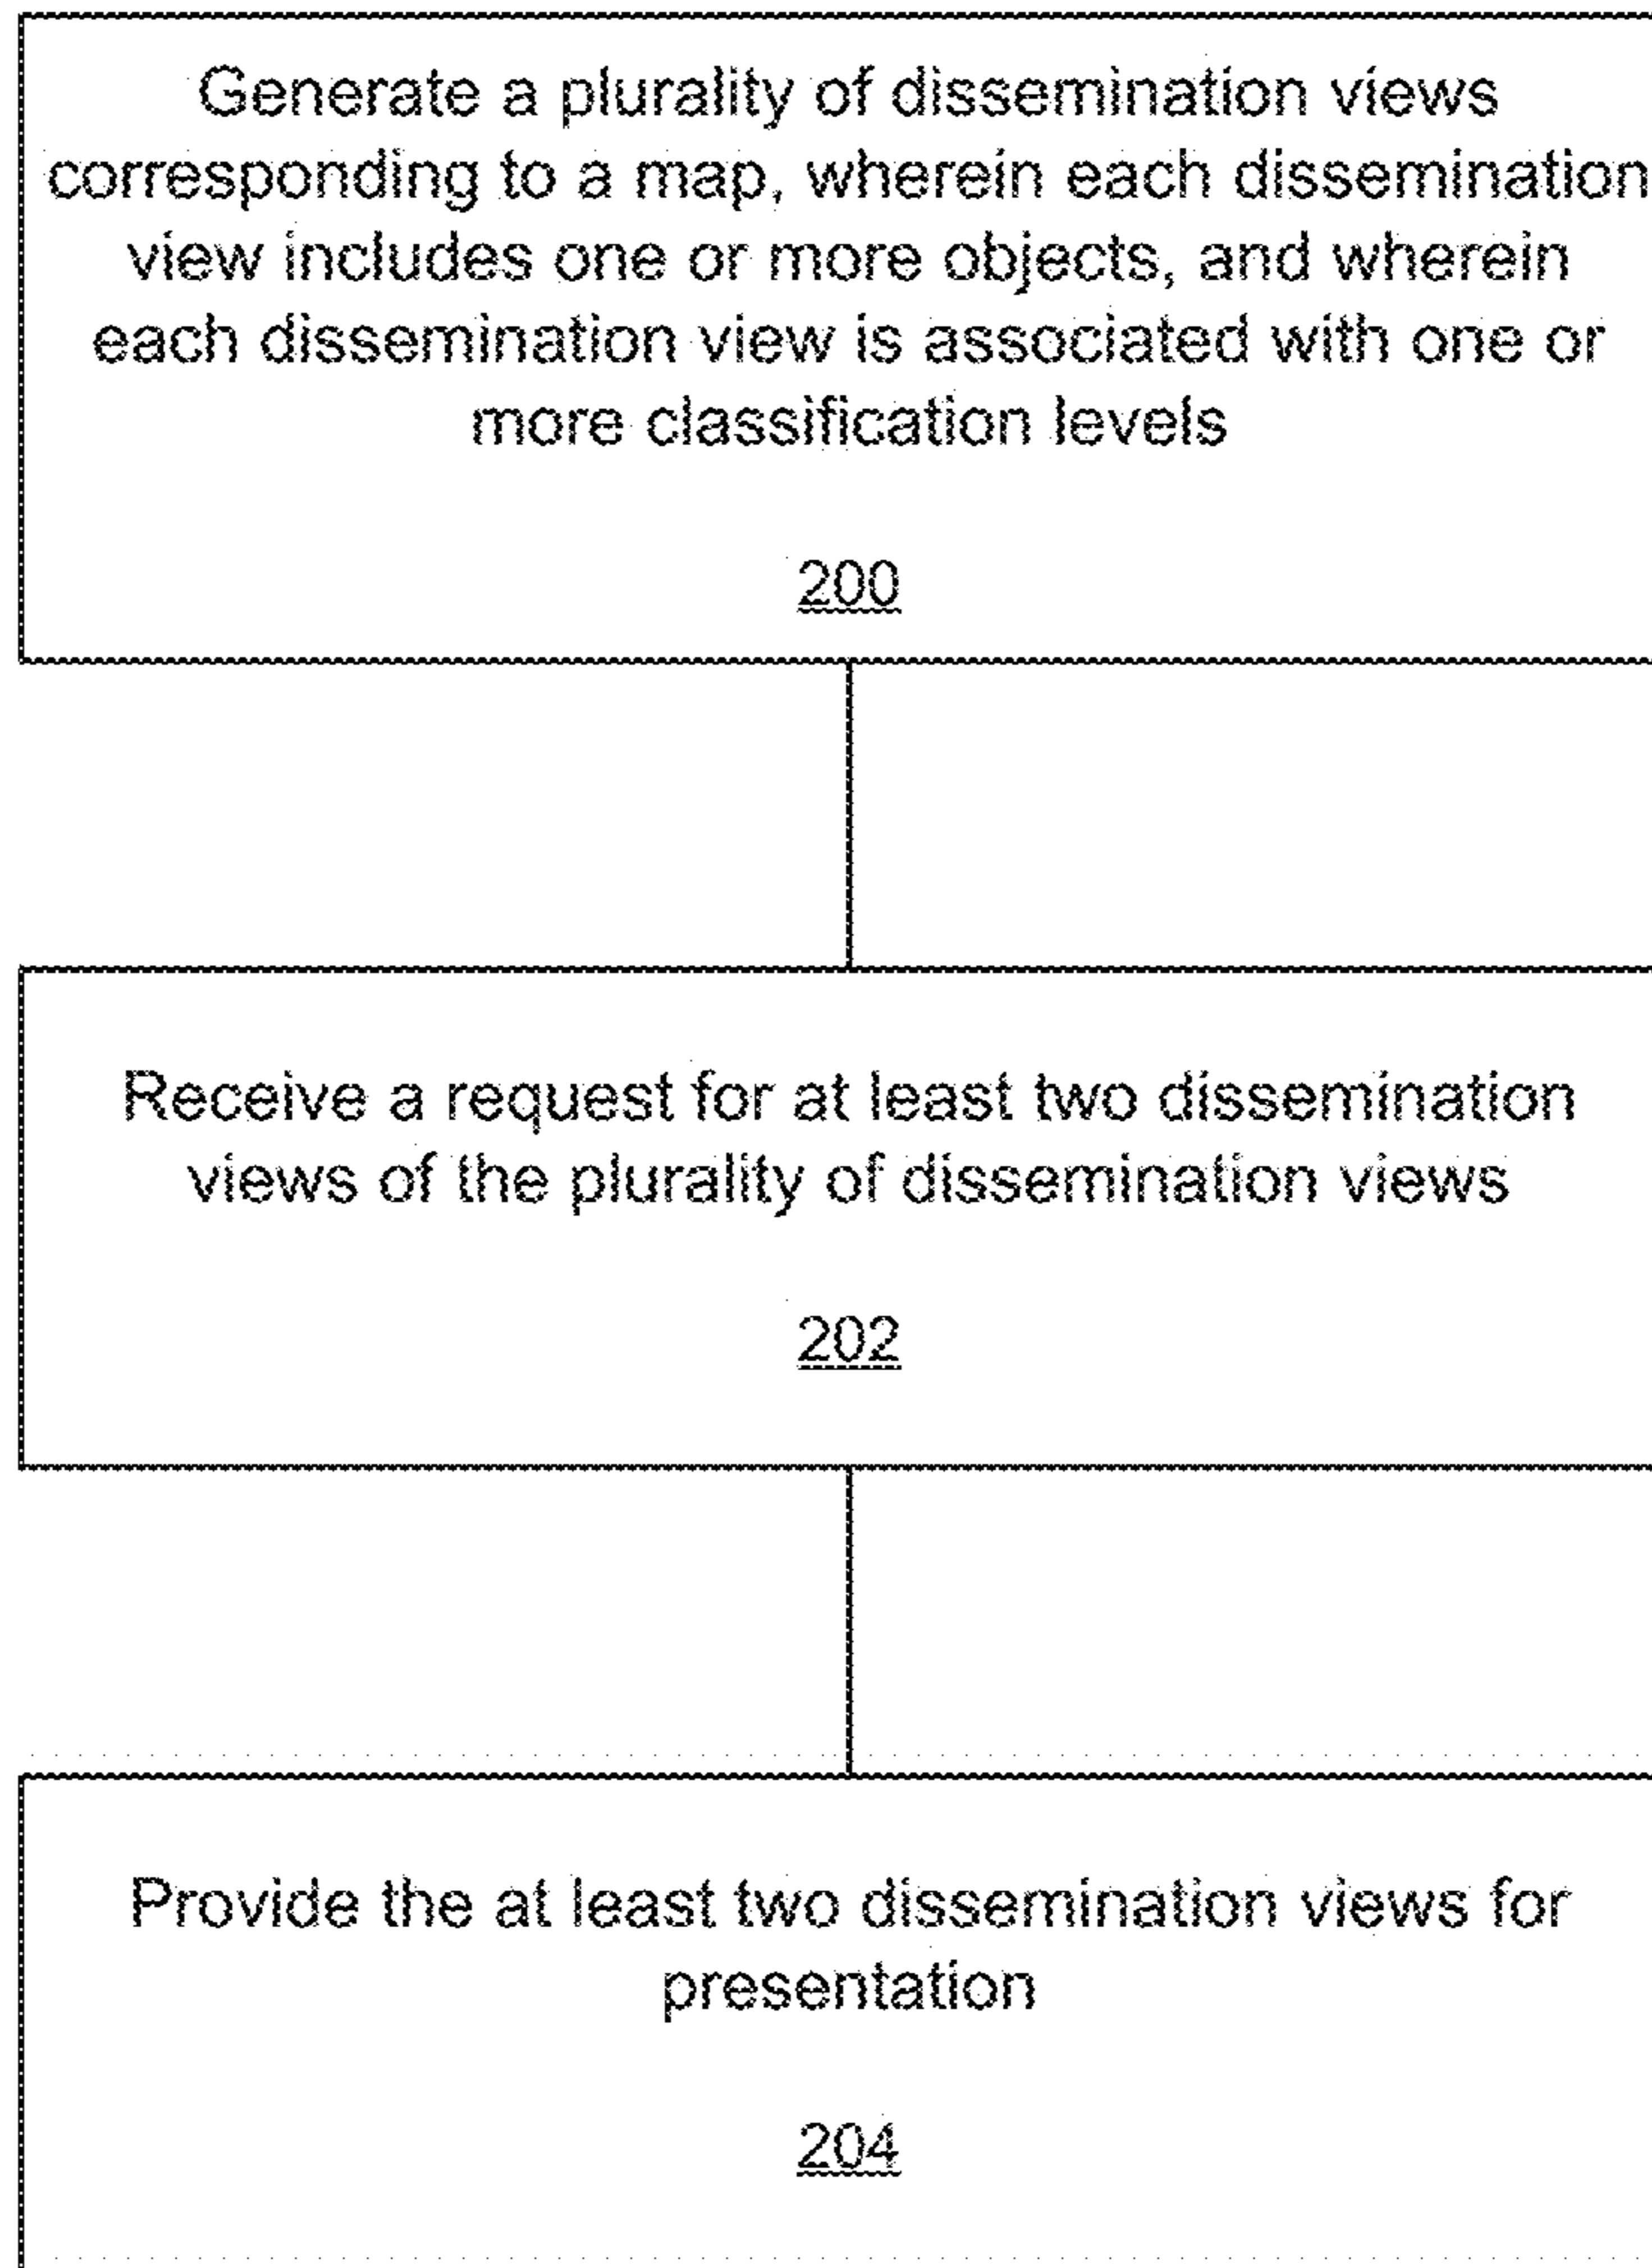 Generate a plurality of dissemination views
corresponding to a map, wherein each dissemination
view includes one or more objects, and wherein
each dissemination view is associated with one or
more classification levels
200
Receive a request for at least two dissemination
views of the plurality of dissemination views
202
Provide the at least two dissemination views for
presentation
204